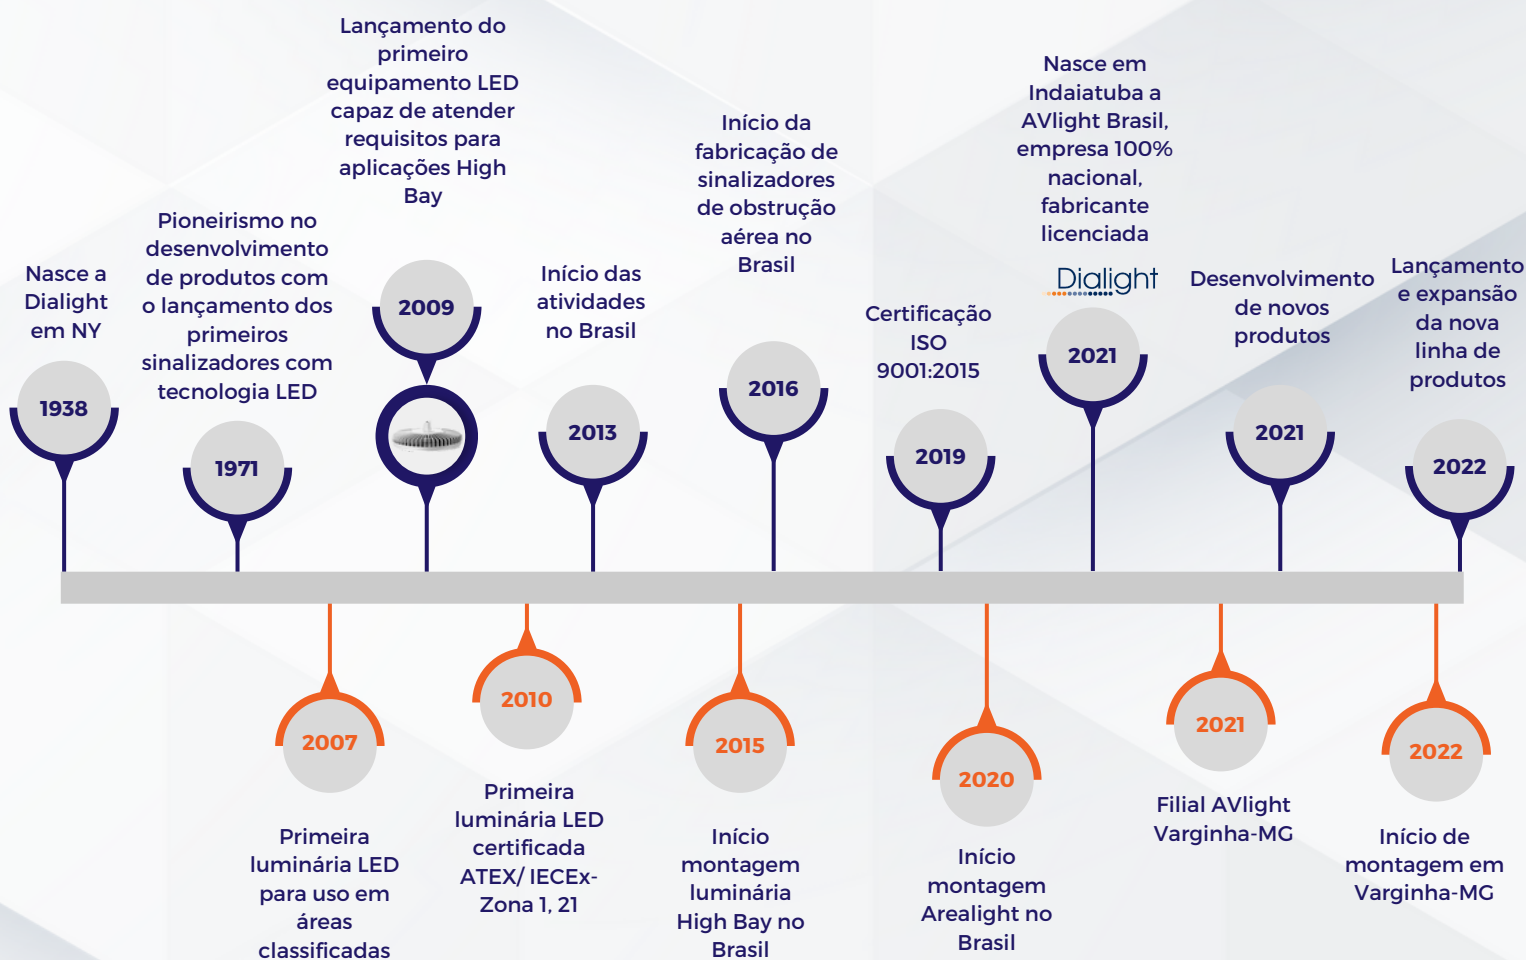 Nasce a
Dialight
em NY
1938
Pioneirismo no
desenvolvimento
de produtos com
o lançamento dos
primeiros
sinalizadores com
tecnologia LED
1971
Lançamento do
primeiro
equipamento LED
capaz de atender
requisitos para
aplicações High
Bay
2009
Início das
atividades
no Brasil
2013
Início da
fabricação de
sinalizadores
de obstrução
aérea no
Brasil
2016
Certificação
ISO
9001:2015
2019
Nasce em
Indaiatuba a
AVlight Brasil,
empresa 100%
nacional,
fabricante
licenciada
Dialight
2021
Desenvolvimento
de novos
produtos
2021
Lançamento
e expansão
da nova
linha de
produtos
2022
2007
Primeira
luminária LED
para uso em
áreas
classificadas
2010
Primeira
luminária LED
certificada
ATEX/ IECEx-
Zona 1, 21
2015
Início
montagem
luminária
High Bay no
Brasil
2020
Início
montagem
Arealight no
Brasil
2021
Filial AVlight
Varginha-MG
2022
Início de
montagem em
Varginha-MG